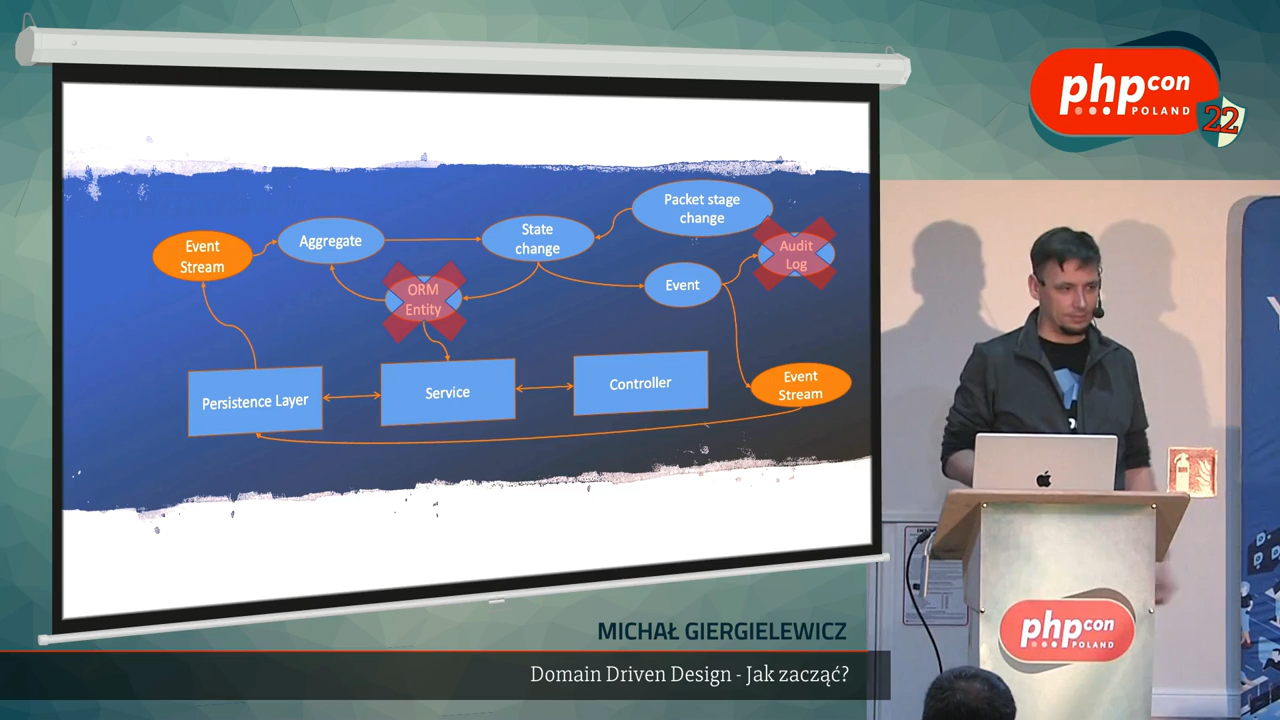 php con
POLAND
22
Packet stage
change
State
change
Aggregate
Event
Stream
Audit
Log
Event
ORM
Entity
Persistence Layer
Service
Controller
Event
Stream
MICHAŁ GIERGIELEWICZ
Domain Driven Design - Jak zacząć?
php con
POLAND